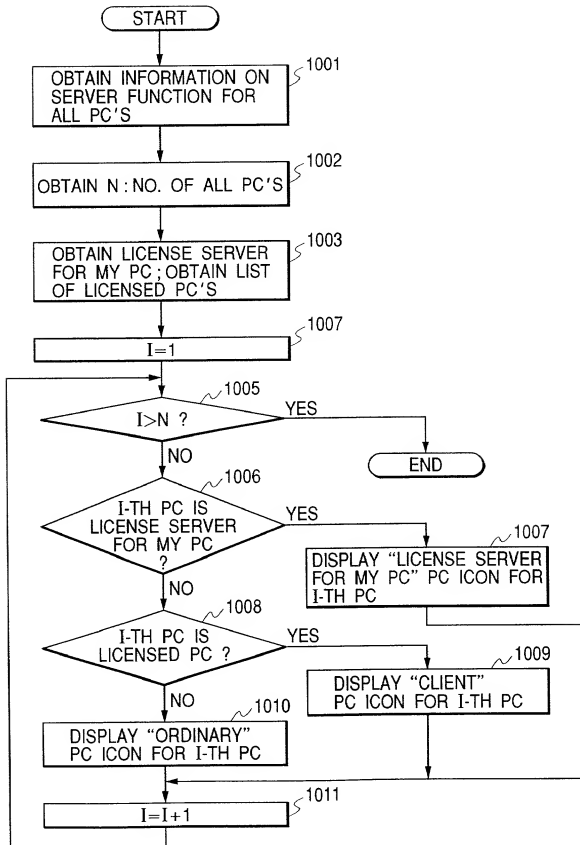 START
1001
OBTAIN INFORMATION ON
SERVER FUNCTION FOR
ALL PC'S
1002
OBTAIN N : NO. OF ALL PC'S
1003
OBTAIN LICENSE SERVER
FOR MY PC ; OBTAIN LIST
OF LICENSED PC'S
1007
I=1
1005
I>N ?
YES
END
NO
1006
I-TH PC IS
LICENSE SERVER
FOR MY PC
?
YES
1007
DISPLAY “LICENSE SERVER
FOR MY PC” PC ICON FOR
I-TH PC
NO
1008
I-TH PC IS
LICENSED PC ?
YES
1009
DISPLAY “CLIENT”
PC ICON FOR I-TH PC
NO
1010
DISPLAY “ORDINARY”
PC ICON FOR I-TH PC
1011
I=I+1